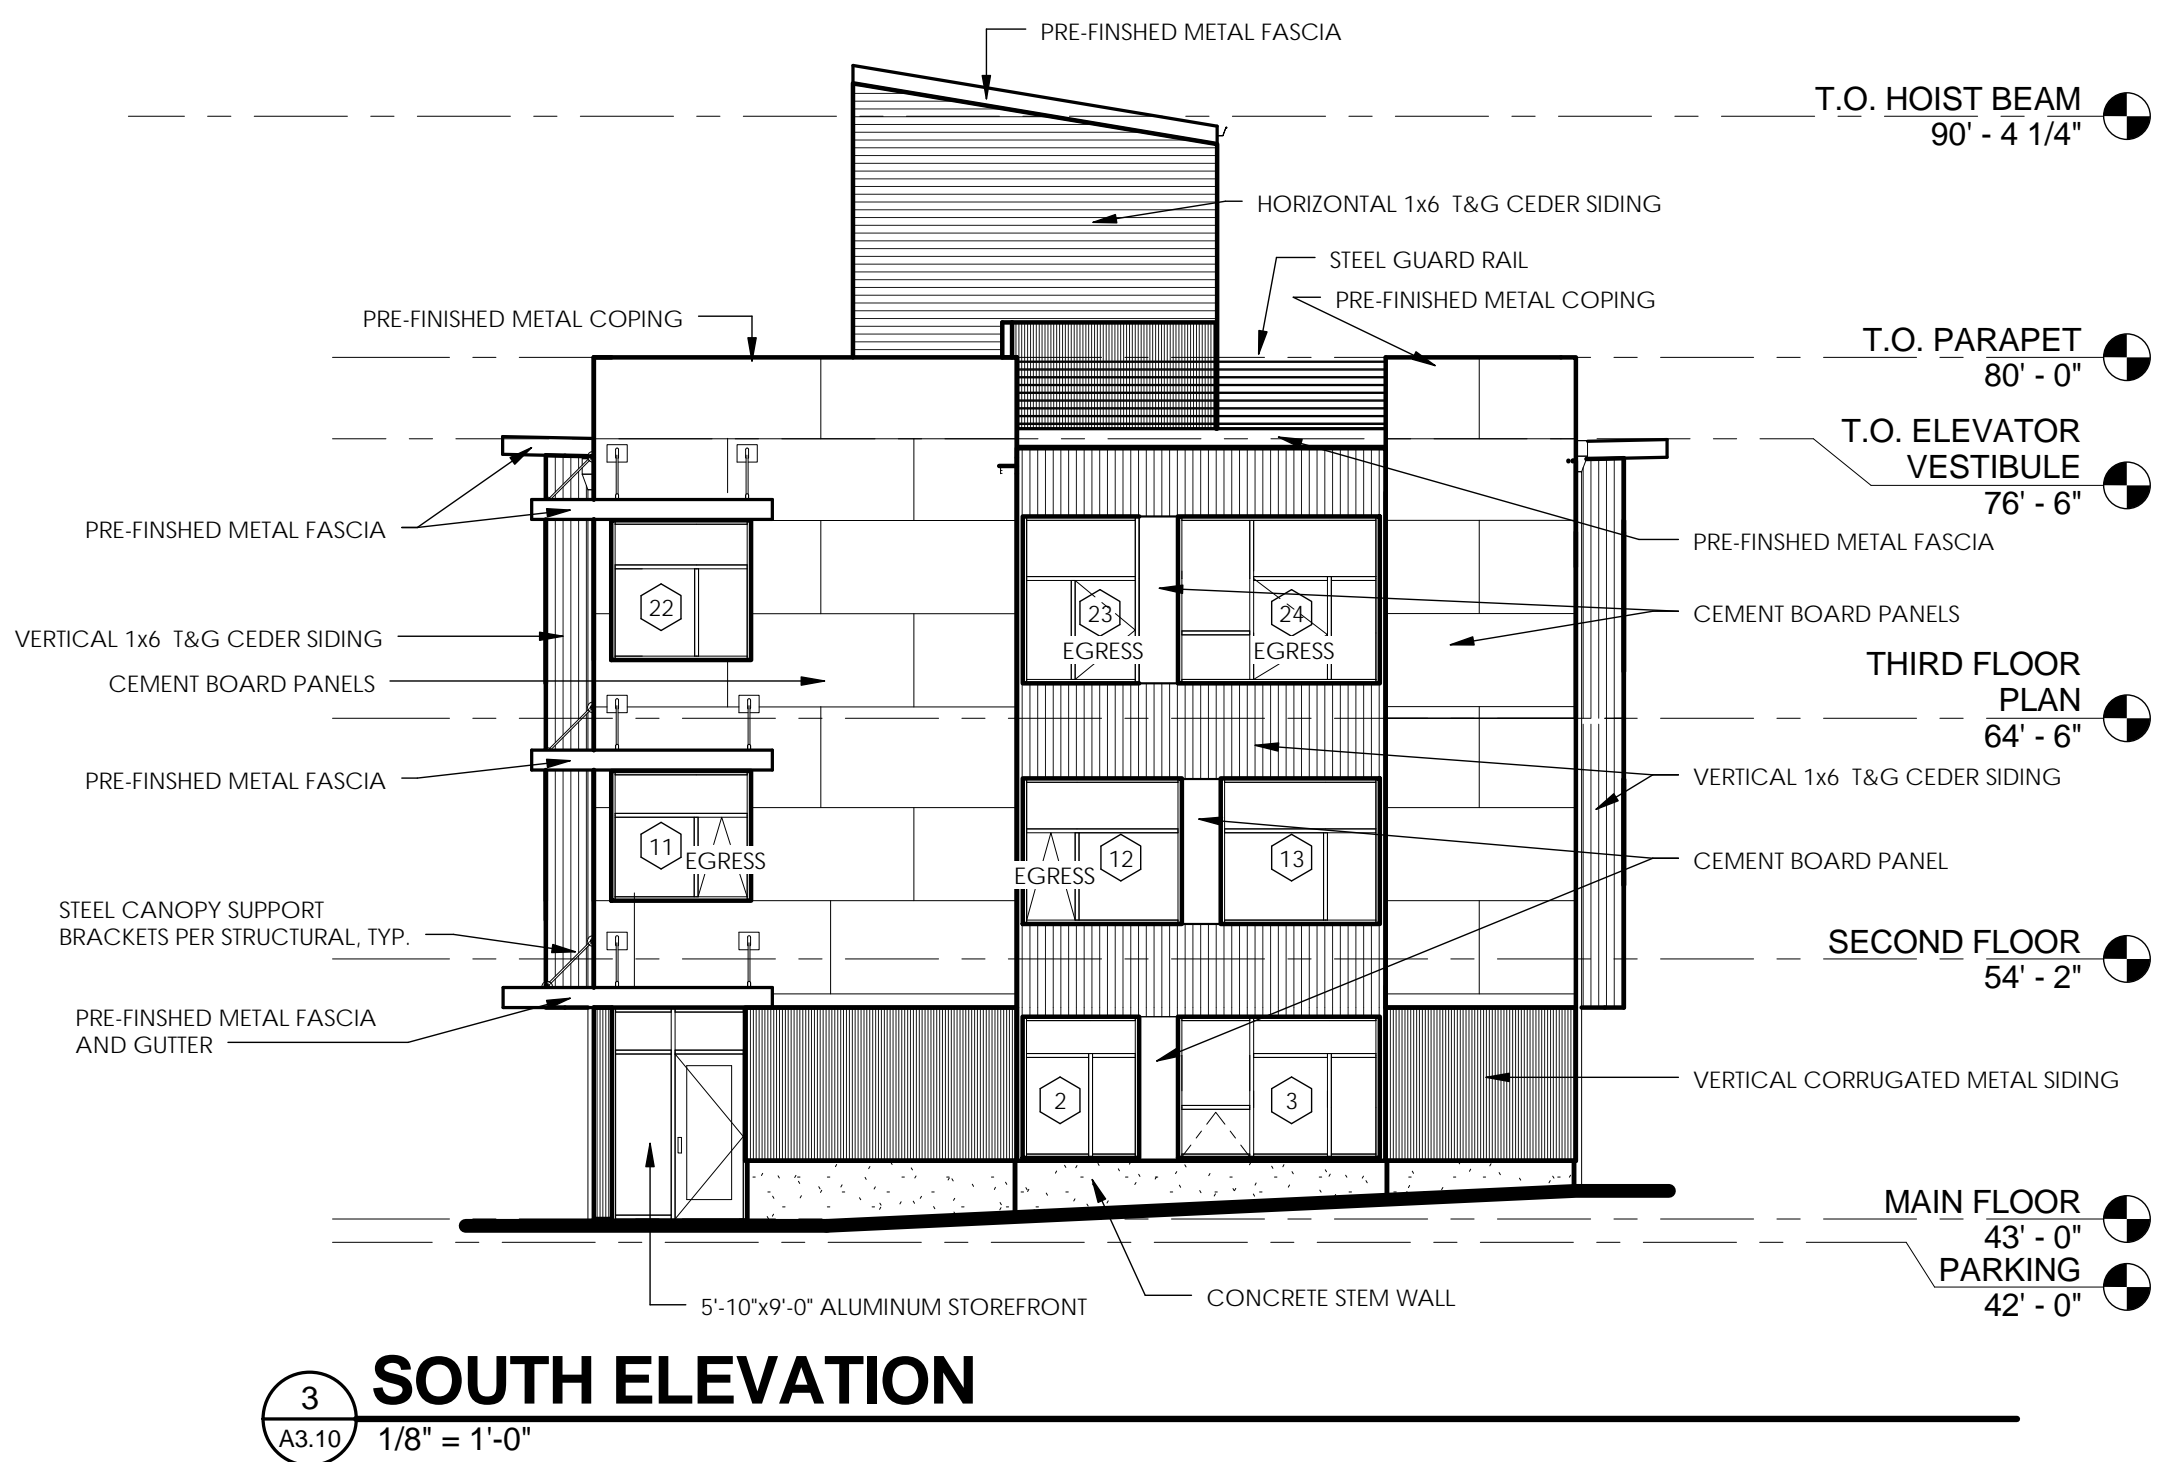 PRE-FINSHED METAL FASCIA
T.O. HOIST BEAM
90' - 4 1/4"
HORIZONTAL 1x6 T&G CEDER SIDING
STEEL GUARD RAIL
PRE-FINISHED METAL COPING
PRE-FINISHED METAL COPING
T.O. PARAPET
80' - 0"
T.O. ELEVATOR
VESTIBULE
76' - 6"
PRE-FINSHED METAL FASCIA
PRE-FINSHED METAL FASCIA
22
23
24
EGRESS
EGRESS
CEMENT BOARD PANELS
VERTICAL 1x6 T&G CEDER SIDING
CEMENT BOARD PANELS
THIRD FLOOR
PLAN
64' - 6"
PRE-FINSHED METAL FASCIA
VERTICAL 1x6 T&G CEDER SIDING
11
EGRESS
EGRESS
12
13
CEMENT BOARD PANEL
STEEL CANOPY SUPPORT
BRACKETS PER STRUCTURAL, TYP.
SECOND FLOOR
54' - 2"
PRE-FINSHED METAL FASCIA
AND GUTTER
2
3
VERTICAL CORRUGATED METAL SIDING
MAIN FLOOR
43' - 0"
PARKING
42' - 0"
5'-10"x9'-0" ALUMINUM STOREFRONT
CONCRETE STEM WALL
3
A3.10
SOUTH ELEVATION
1/8" = 1'-0"